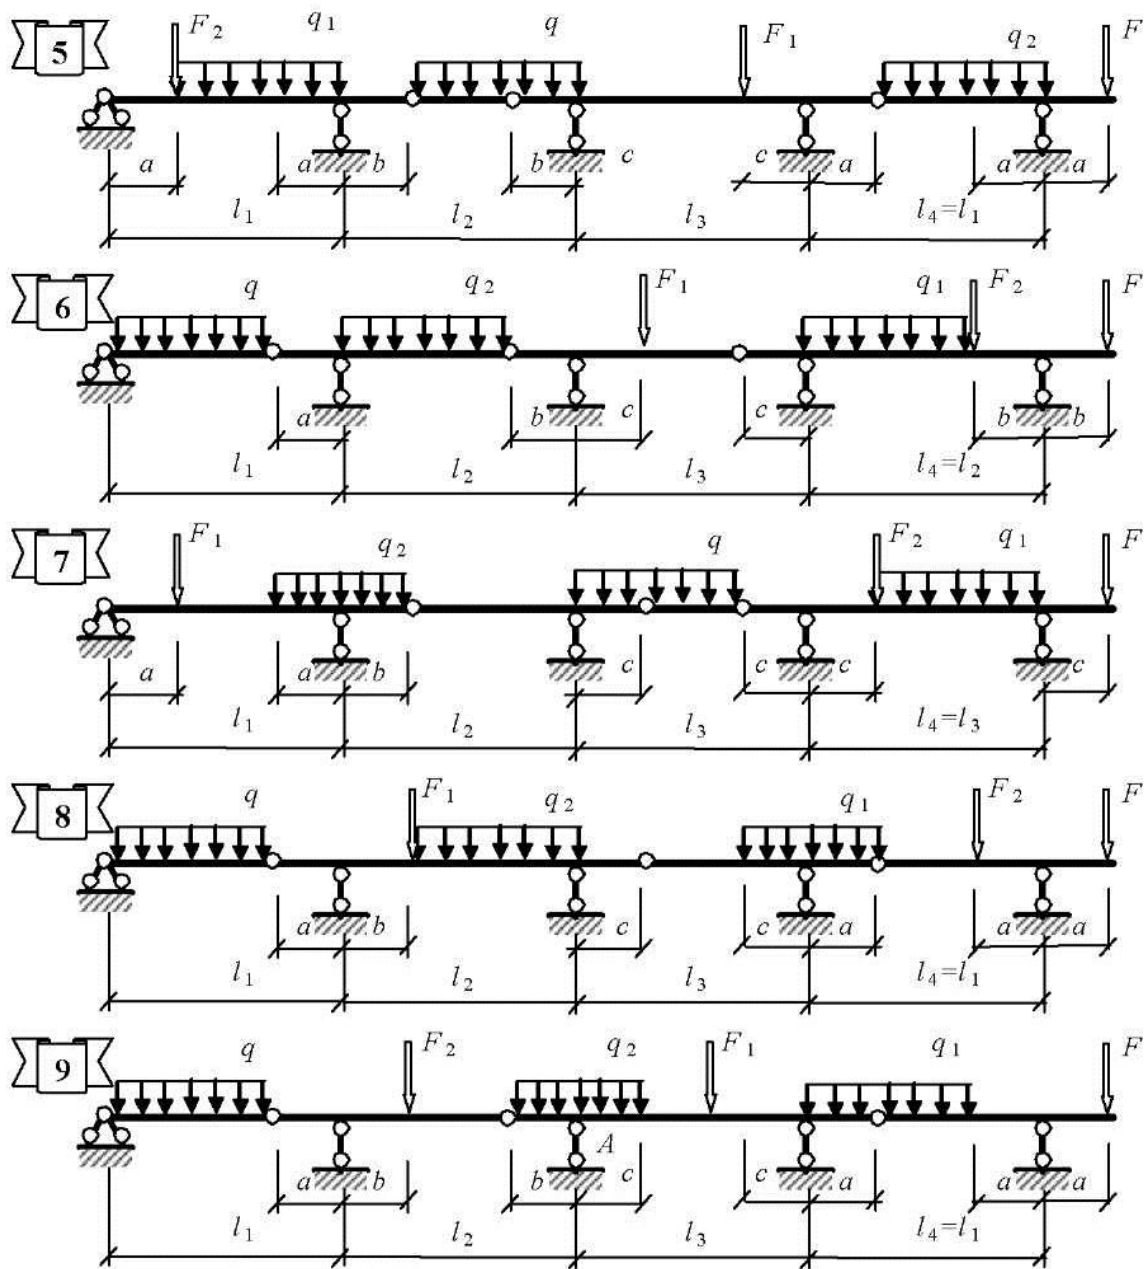 5 F₂ q₁ q F₁ q₂ F
a a b b c c a a a
l₁ l₂ l₃ l₄=l₁
6 q q₂ F₁ q₁ F₂ F
a b c c b b
l₁ l₂ l₃ l₄=l₂
7 F₁ q₂ q F₂ q₁ F
a a b c c c c
l₁ l₂ l₃ l₄=l₃
8 q F₁ q₂ q₁ F₂ F
a b c c a a a
l₁ l₂ l₃ l₄=l₁
9 q F₂ q₂ F₁ q₁ F
A
a b b c c a a a
l₁ l₂ l₃ l₄=l₁